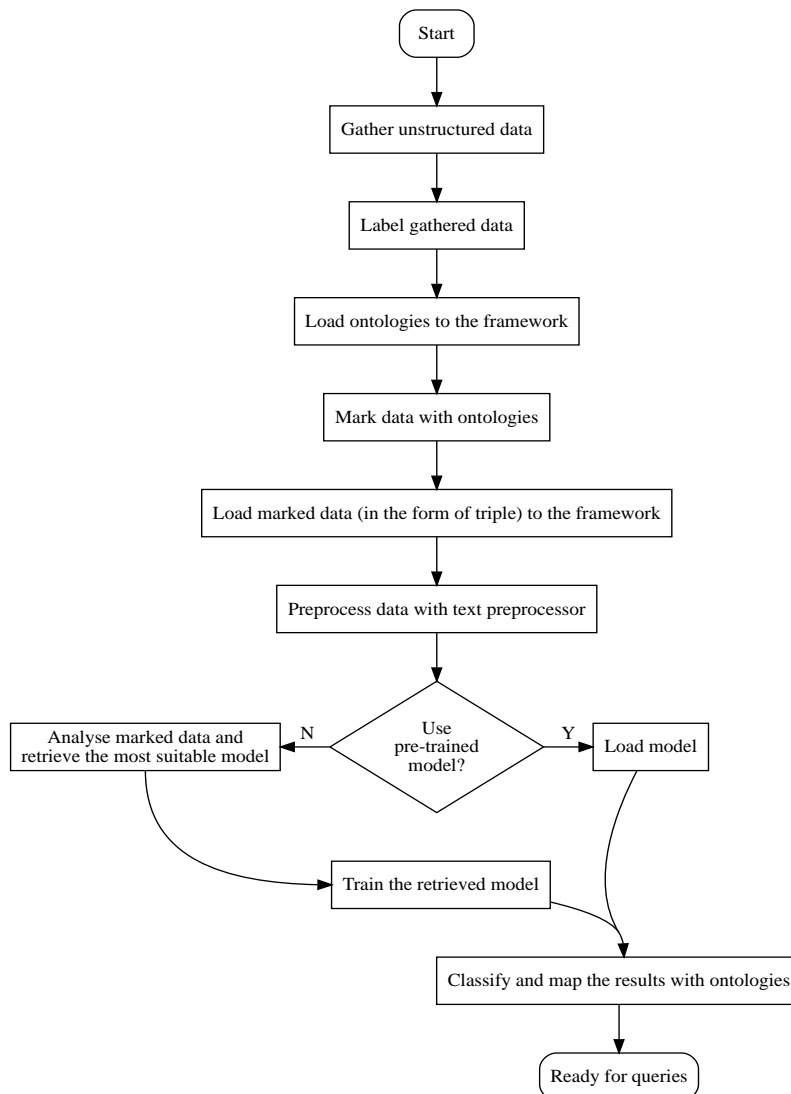 Start
Gather unstructured data
Label gathered data
Load ontologies to the framework
Mark data with ontologies
Load marked data (in the form of triple) to the framework
Preprocess data with text preprocessor
Use
pre-trained
model?
N
Y
Analyse marked data and
retrieve the most suitable model
Load model
Train the retrieved model
Classify and map the results with ontologies
Ready for queries